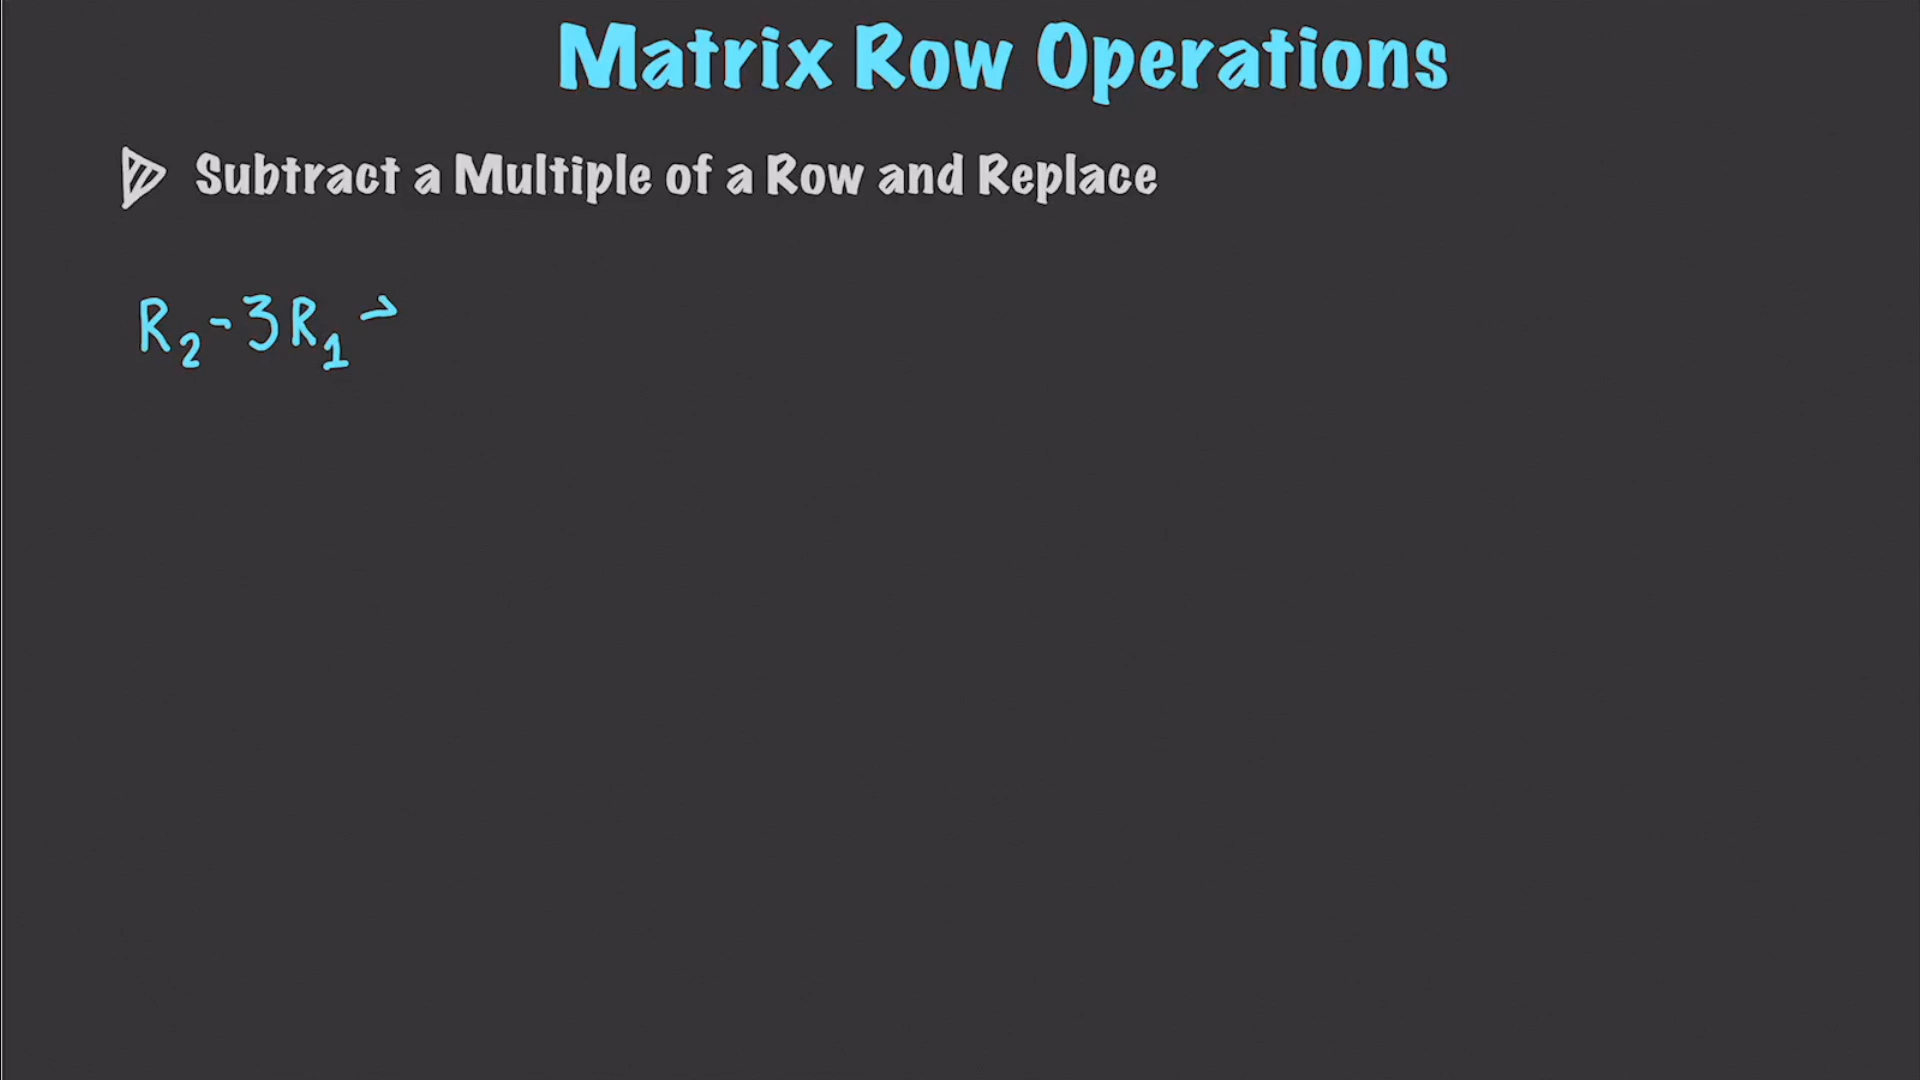 Matrix Row Operations
Subtract a Multiple of a Row and Replace
R₂-3R₁→